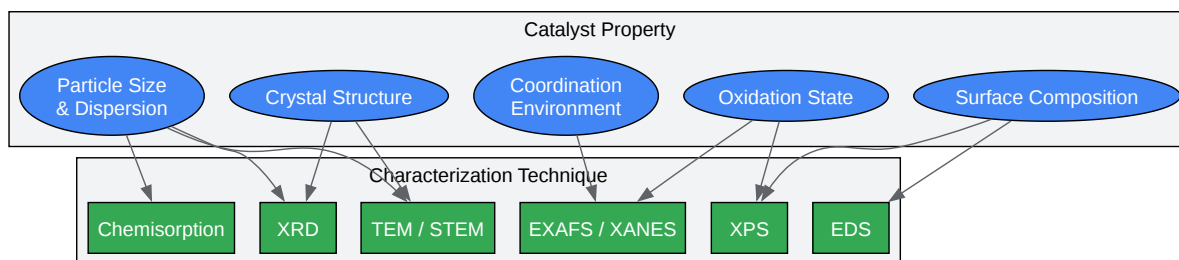 Catalyst Property
Particle Size
& Dispersion
Crystal Structure
Coordination
Environment
Oxidation State
Surface Composition
Characterization Technique
Chemisorption
XRD
TEM / STEM
EXAFS / XANES
XPS
EDS